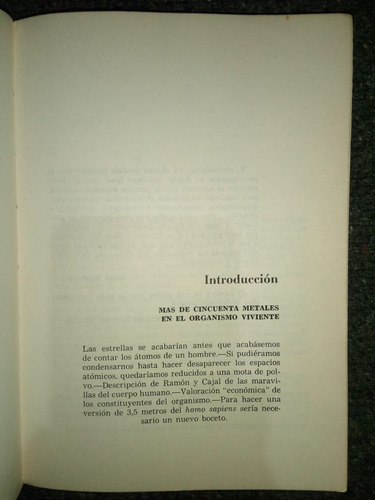 Introducción
MAS DE CINCUENTA METALES
EN EL ORGANISMO VIVIENTE
Las estrellas se acabarían antes que acabásemos
de contar los átomos de un hombre.—Si pudiéramos
condensarnos hasta hacer desaparecer los espacios
atómicos, quedaríamos reducidos a una mota de pol-
vo.—Descripción de Ramón y Cajal de las maravi-
llas del cuerpo humano.—Valoración "económica" de
los constituyentes del organismo.—Para hacer una
versión de 3,5 metros del homo sapiens sería nece-
sario un nuevo boceto.